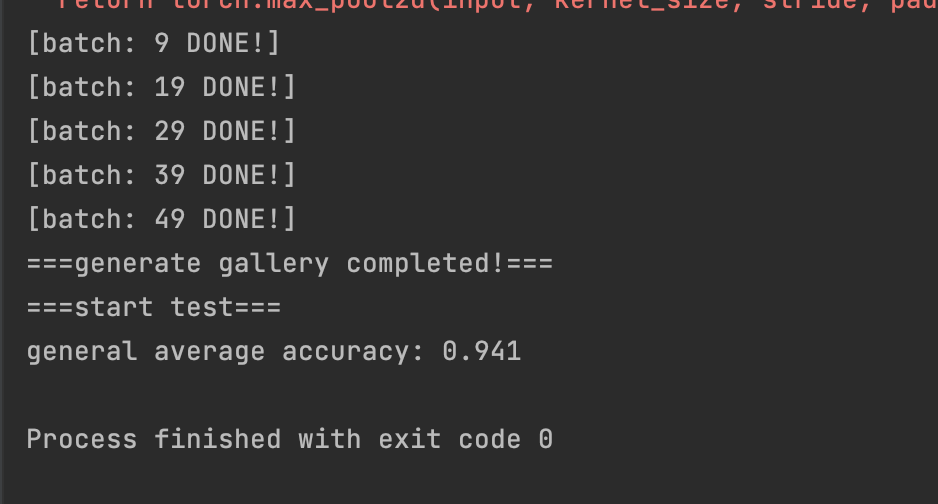 return torch.max_pool2d(input, kernel_size, stride, pad
[batch: 9 DONE!]
[batch: 19 DONE!]
[batch: 29 DONE!]
[batch: 39 DONE!]
[batch: 49 DONE!]
===generate gallery completed!===
===start test===
general average accuracy: 0.941
Process finished with exit code 0